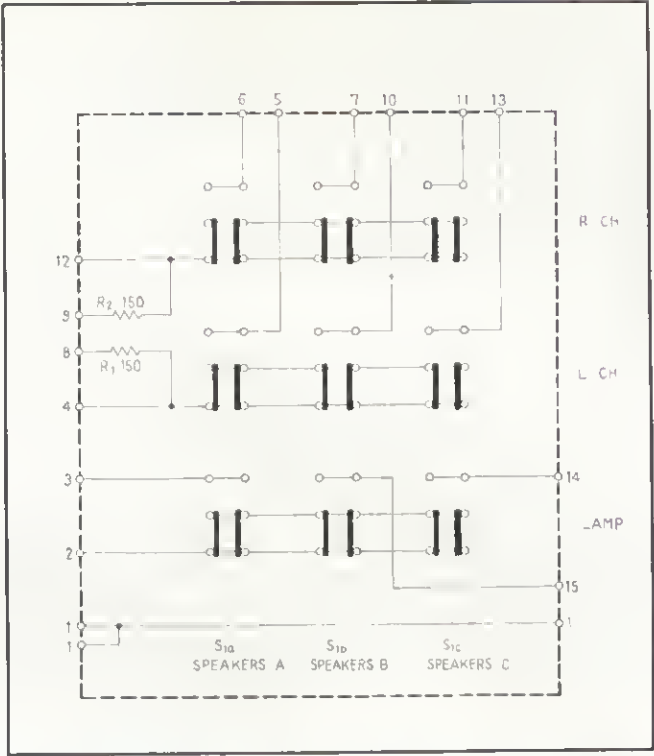 6 5 7 10 11 13
R CH
12
R2 150
9
8
R1 150
L CH
4
3 14
LAMP
2
15
1 1
1
S1a S1b S1c
SPEAKERS A SPEAKERS B SPEAKERS C